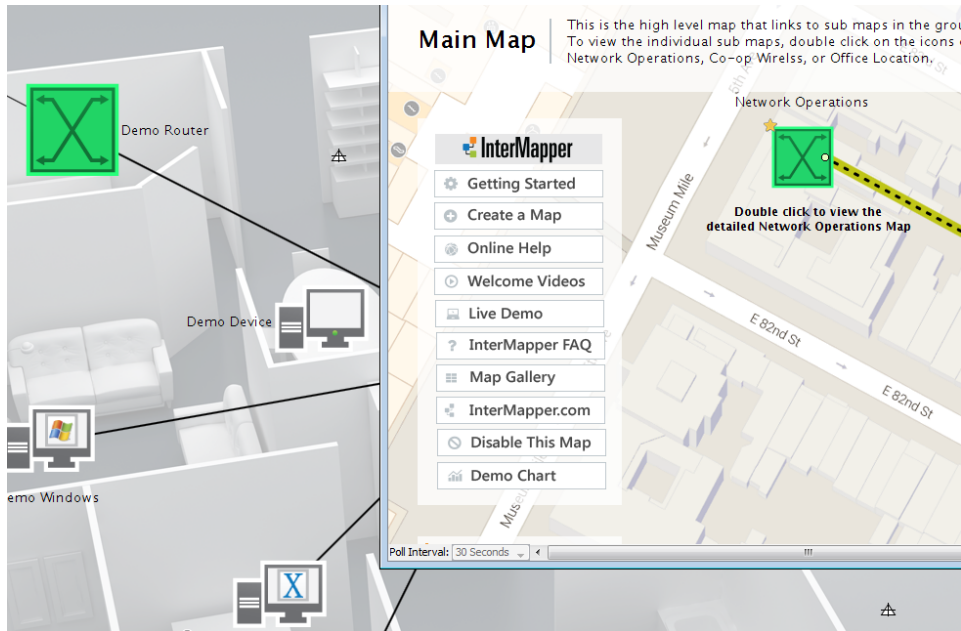 Main Map
This is the high level map that links to sub maps in the
To view the individual sub maps, double click on the icons
Network Operations, Co-op Wirelss, or Office Location.
5th
St
Network Operations
Demo Router
InterMapper
Getting Started
Create a Map
Online Help
Welcome Videos
Live Demo
InterMapper FAQ
Map Gallery
InterMapper.com
Disable This Map
Demo Chart
Museum Mile
Double click to view the
detailed Network Operations Map
E 82nd St
E 82nd St
Demo Device
X
Windows
Poll Interval: 30 Seconds